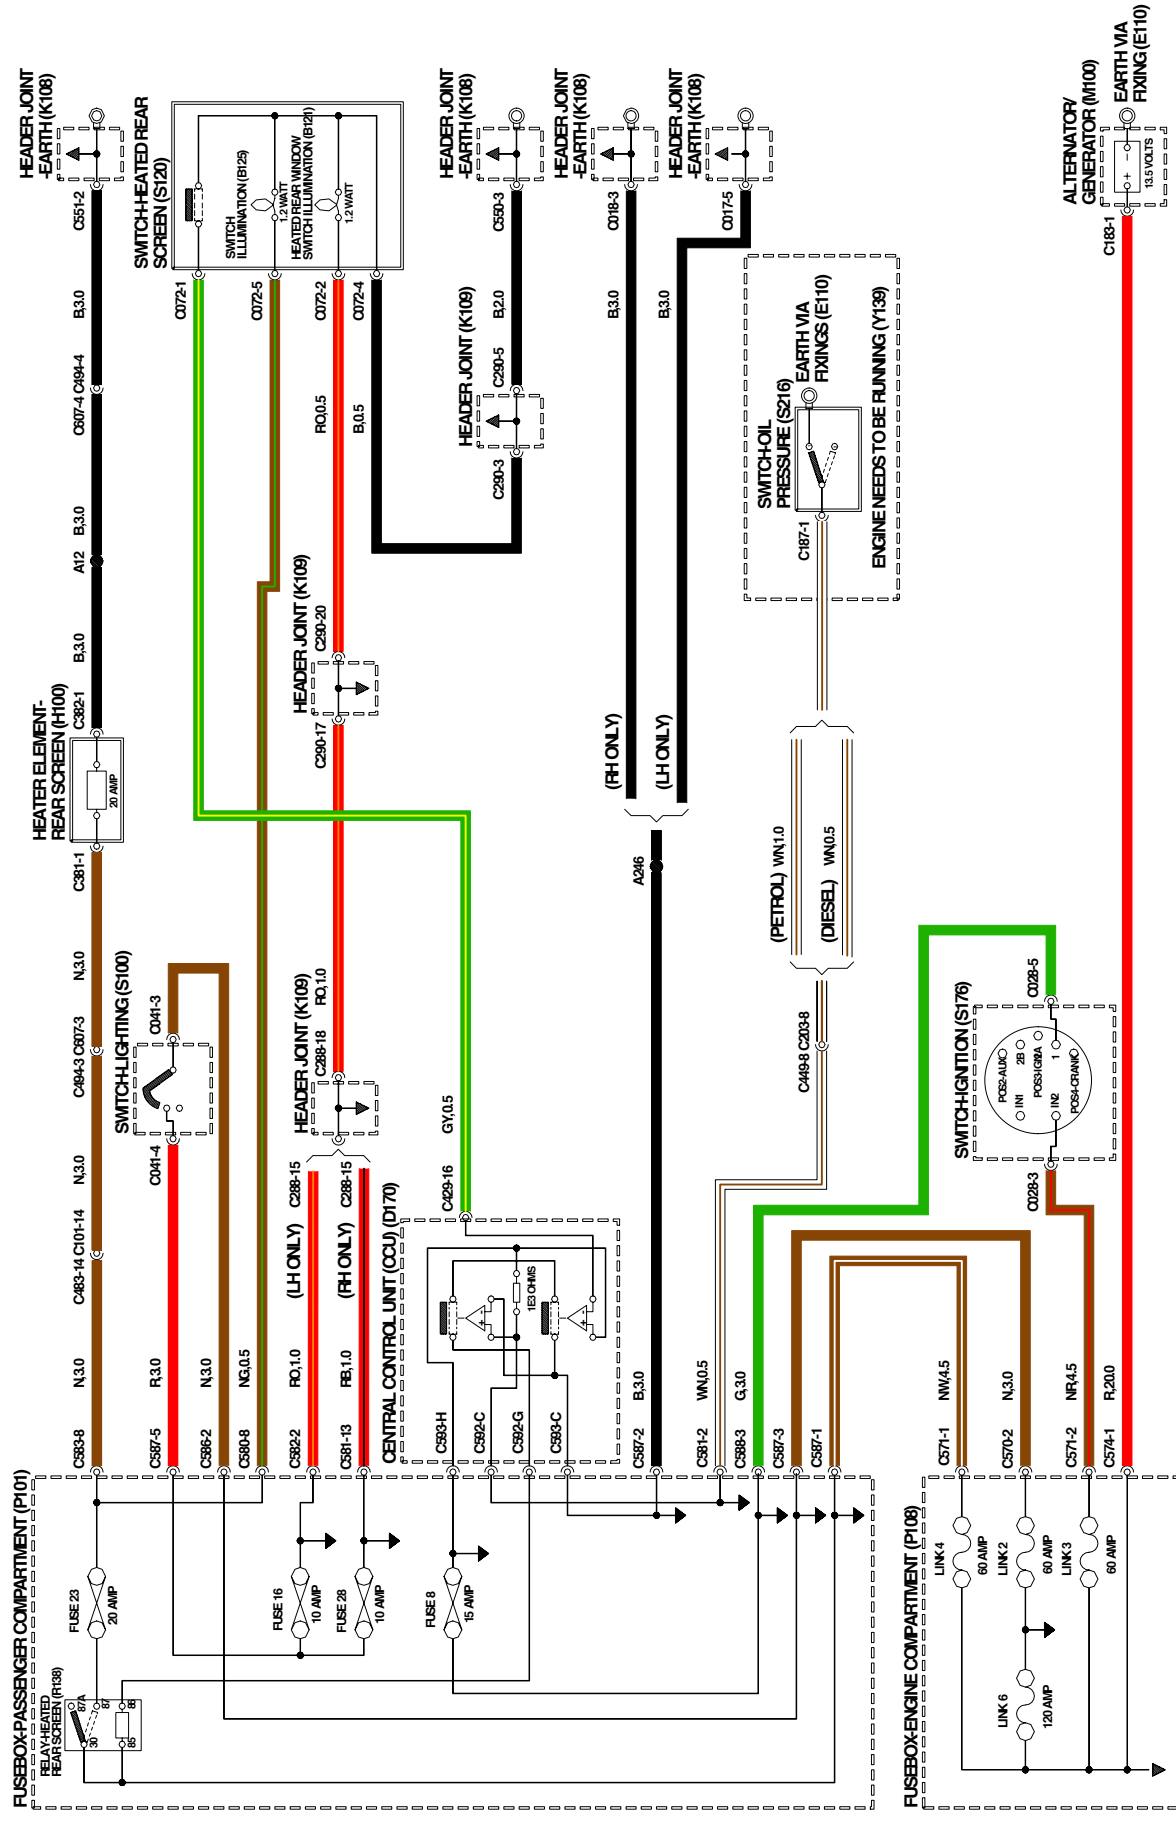 FUSEBOX-PASSENGER COMPARTMENT (P101)
RELAY-HEATED
REAR SCREEN (R138)
30
87A
87
85
86
FUSE 23
20 AMP
C583-8
N,3.0
C483-14
C101-14
N,3.0
C494-3
C607-3
N,3.0
C381-1
HEATER ELEMENT-
REAR SCREEN (H100)
20 AMP
C382-1
B,3.0
A12
B,3.0
C607-4
C494-4
B,3.0
C551-2
HEADER JOINT
-EARTH (K108)
C587-5
R,3.0
C041-4
SWITCH-LIGHTING (S100)
C041-3
C586-2
N,3.0
C580-8
NG,0.5
SWITCH-HEATED REAR
SCREEN (S120)
C072-1
C072-5
C072-2
C072-4
SWITCH
ILLUMINATION (B125)
1.2 WATT
HEATED REAR WINDOW
SWITCH ILLUMINATION (B121)
1.2 WATT
FUSE 16
10 AMP
C582-2
RO,1.0
(LH ONLY)
C288-15
FUSE 28
10 AMP
C581-13
RB,1.0
(RH ONLY)
C288-15
HEADER JOINT (K109)
C288-18
RO,1.0
C290-17
HEADER JOINT (K109)
C290-20
RO,0.5
B,0.5
C290-3
HEADER JOINT (K109)
C290-5
B,2.0
C550-3
HEADER JOINT
-EARTH (K108)
CENTRAL CONTROL UNIT (CCU) (D170)
C429-16
GY,0.5
1E3 OHMS
FUSE 8
15 AMP
C593-H
C592-C
C592-G
C593-C
C587-2
B,3.0
A246
(RH ONLY)
B,3.0
C018-3
HEADER JOINT
-EARTH (K108)
(LH ONLY)
B,3.0
C017-5
HEADER JOINT
-EARTH (K108)
C581-2
WN,0.5
C449-8
C203-8
(PETROL)
WN,1.0
(DIESEL)
WN,0.5
C187-1
SWITCH-OIL
PRESSURE (S216)
EARTH VIA
FIXINGS (E110)
ENGINE NEEDS TO BE RUNNING (Y139)
C588-3
G,3.0
C587-3
C587-1
C028-5
SWITCH-IGNITION (S176)
POS2-AUX
IN1
2B
2A
POS3-IGN
IN2
1
POS4-CRANK
C028-3
FUSEBOX-ENGINE COMPARTMENT (P108)
LINK 4
60 AMP
C571-1
NW,4.5
LINK 6
120 AMP
LINK 2
60 AMP
C570-2
N,3.0
LINK 3
60 AMP
C571-2
NR,4.5
C574-1
R,20.0
C183-1
ALTERNATOR/
GENERATOR (M100)
+
-
13.5 VOLTS
EARTH VIA
FIXING (E110)